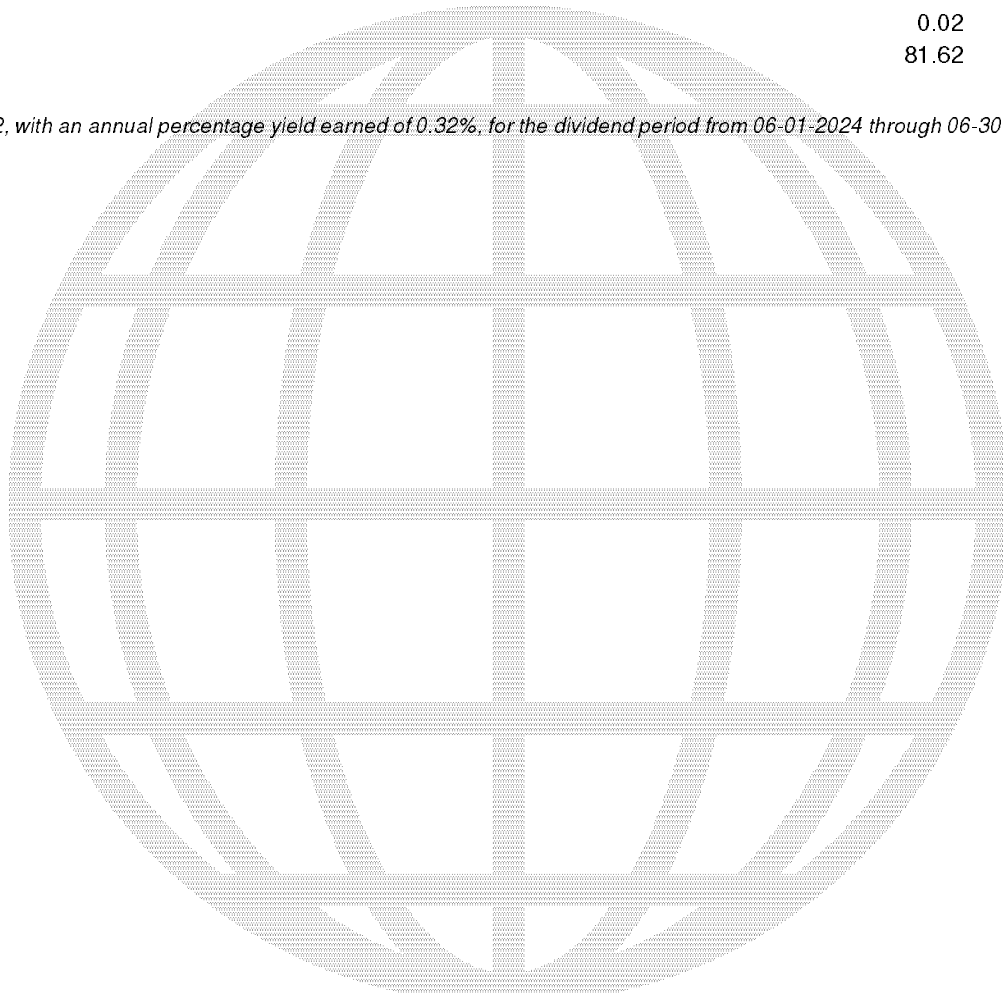 0.02
81.62
2, with an annual percentage yield earned of 0.32%, for the dividend period from 06-01-2024 through 06-30